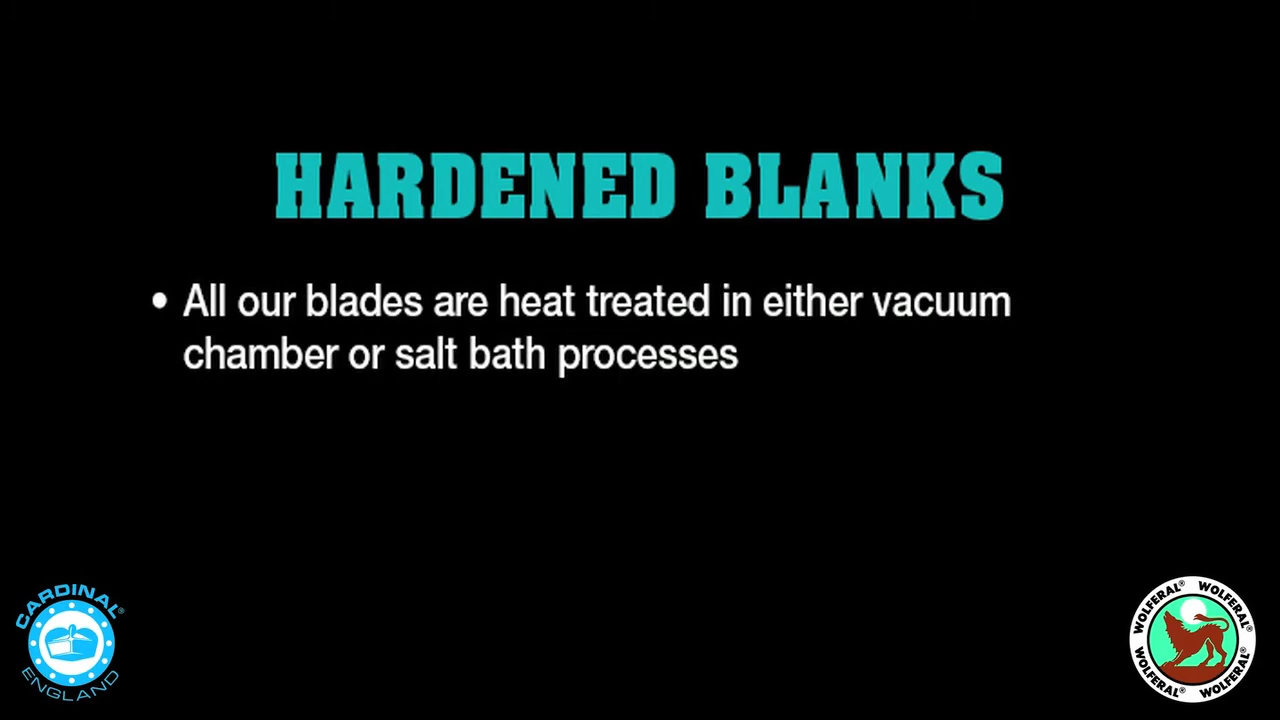 HARDENED BLANKS
• All our blades are heat treated in either vacuum
chamber or salt bath processes
CARDINAL®
ENGLAND
WOLFERAL® WOLFERAL®
WOLFERAL® WOLFERAL®